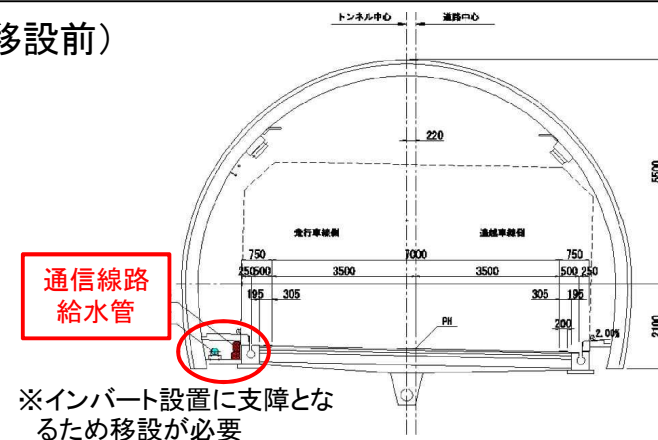 移設前）
トンネル中心 道路中心
220
5500
走行車線側 追越車線側
750 7000 750
250 500 3500 3500 500 250
195 305 305 195
通信線路
給水管
PH 200 2.00%
2100
※インバート設置に支障とな
るため移設が必要